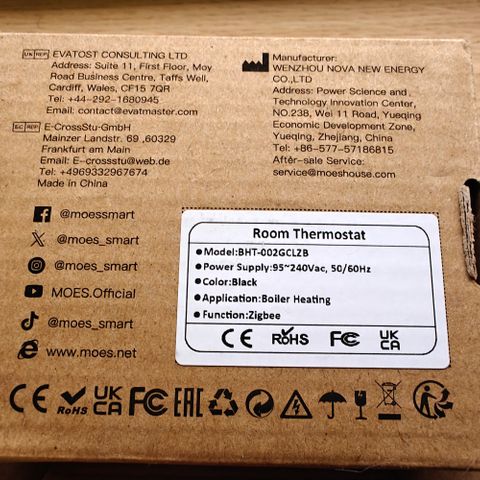 UK REP EVATOST CONSULTING LTD
Address: Suite 11, First Floor, Moy
Road Business Centre, Taffs Well,
Cardiff, Wales, CF15 7QR
Tel: +44-292-1680945
Email: contact@evatmaster.com
EC REP E-CrossStu-GmbH
Mainzer Landstr. 69 ,60329
Frankfurt am Main
Email: E-crossstu@web.de
Tel: +4969332967674
Made in China
Manufacturer:
WENZHOU NOVA NEW ENERGY
CO.,LTD
Address: Power Science and
Technology Innovation Center,
NO.238, Wei 11 Road, Yueqing
Economic Development Zone,
Yueqing, Zhejiang, China
Tel: +86-577-57186815
After-sale Service:
service@moeshouse.com
@moessmart
@moes_smart
@moes_smart
MOES.Official
@moes_smart
www.moes.net
Room Thermostat
Model:BHT-002GCLZB
Power Supply:95~240Vac, 50/60Hz
Color:Black
Application:Boiler Heating
Function:Zigbee
CE RoHS FC UK CA
CE RoHS UK CA FC EAC